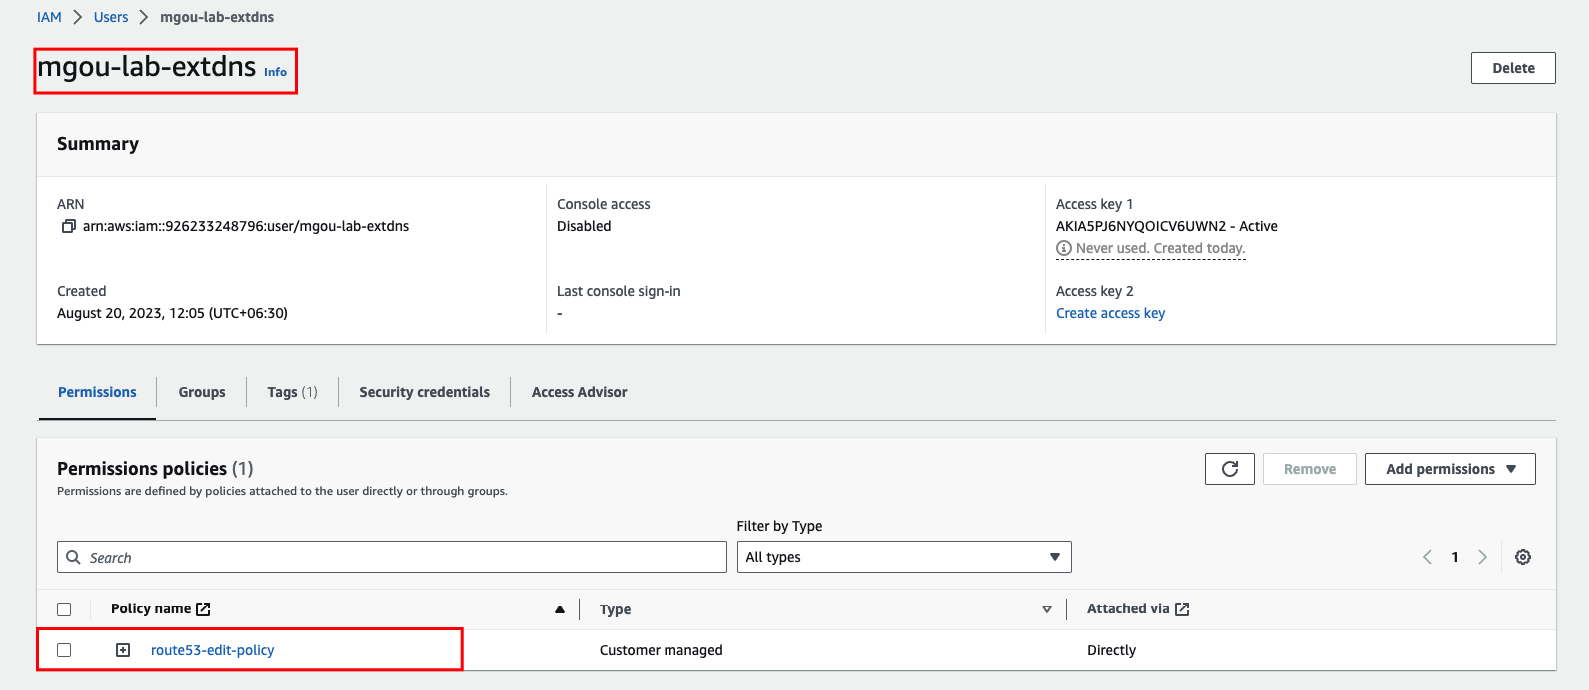 IAM > Users > mgou-lab-extdns
mgou-lab-extdns Info
Delete
Summary
ARN
arn:aws:iam::926233248796:user/mgou-lab-extdns
Created
August 20, 2023, 12:05 (UTC+06:30)
Console access
Disabled
Last console sign-in
-
Access key 1
AKIA5PJ6NYQOICV6UWN2 - Active
Never used. Created today.
Access key 2
Create access key
Permissions Groups Tags (1) Security credentials Access Advisor
Permissions policies (1)
Permissions are defined by policies attached to the user directly or through groups.
Remove Add permissions
Filter by Type
Search All types 1
Policy name Type Attached via
route53-edit-policy Customer managed Directly